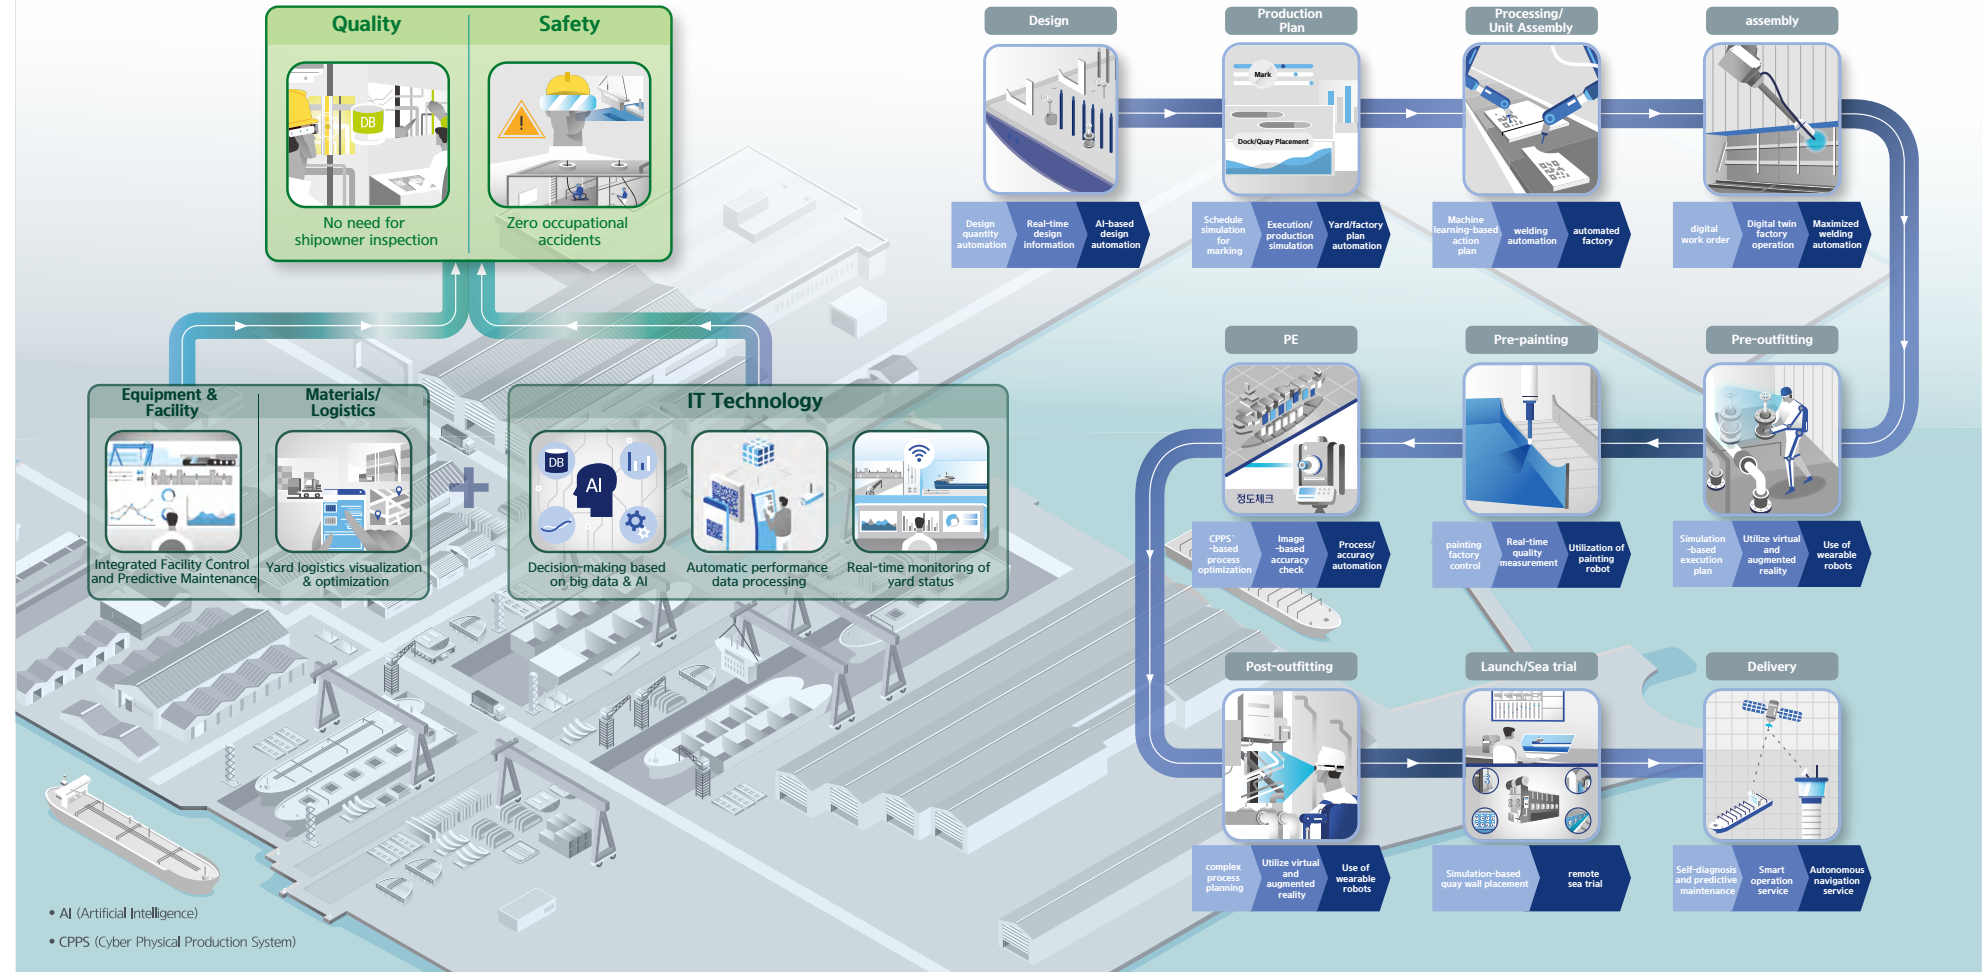 Quality
Safety
DB
!
No need for
shipowner inspection
Zero occupational
accidents
Equipment &
Facility
Materials/
Logistics
Integrated Facility Control
and Predictive Maintenance
Yard logistics visualization
& optimization
IT Technology
DB
AI
Decision-making based
on big data & AI
Automatic performance
data processing
Real-time monitoring of
yard status
Design
Design
quantity
automation
Real-time
design
information
AI-based
design
automation
Production
Plan
Mark
Dock/Quay Placement
Schedule
simulation
for
marking
Execution/
production
simulation
Yard/factory
plan
automation
Processing/
Unit Assembly
Machine
learning-based
action
plan
welding
automation
automated
factory
assembly
digital
work order
Digital twin
factory
operation
Maximized
welding
automation
PE
정도체크
CPPS*
-based
process
optimization
Image
-based
accuracy
check
Process/
accuracy
automation
Pre-painting
painting
factory
control
Real-time
quality
measurement
Utilization of
painting
robot
Pre-outfitting
Simulation
-based
execution
plan
Utilize virtual
and
augmented
reality
Use of
wearable
robots
Post-outfitting
complex
process
planning
Utilize virtual
and
augmented
reality
Use of
wearable
robots
Launch/Sea trial
Simulation-based
quay wall placement
remote
sea trial
Delivery
Self-diagnosis
and predictive
maintenance
Smart
operation
service
Autonomous
navigation
service
• AI (Artificial Intelligence)
• CPPS (Cyber Physical Production System)